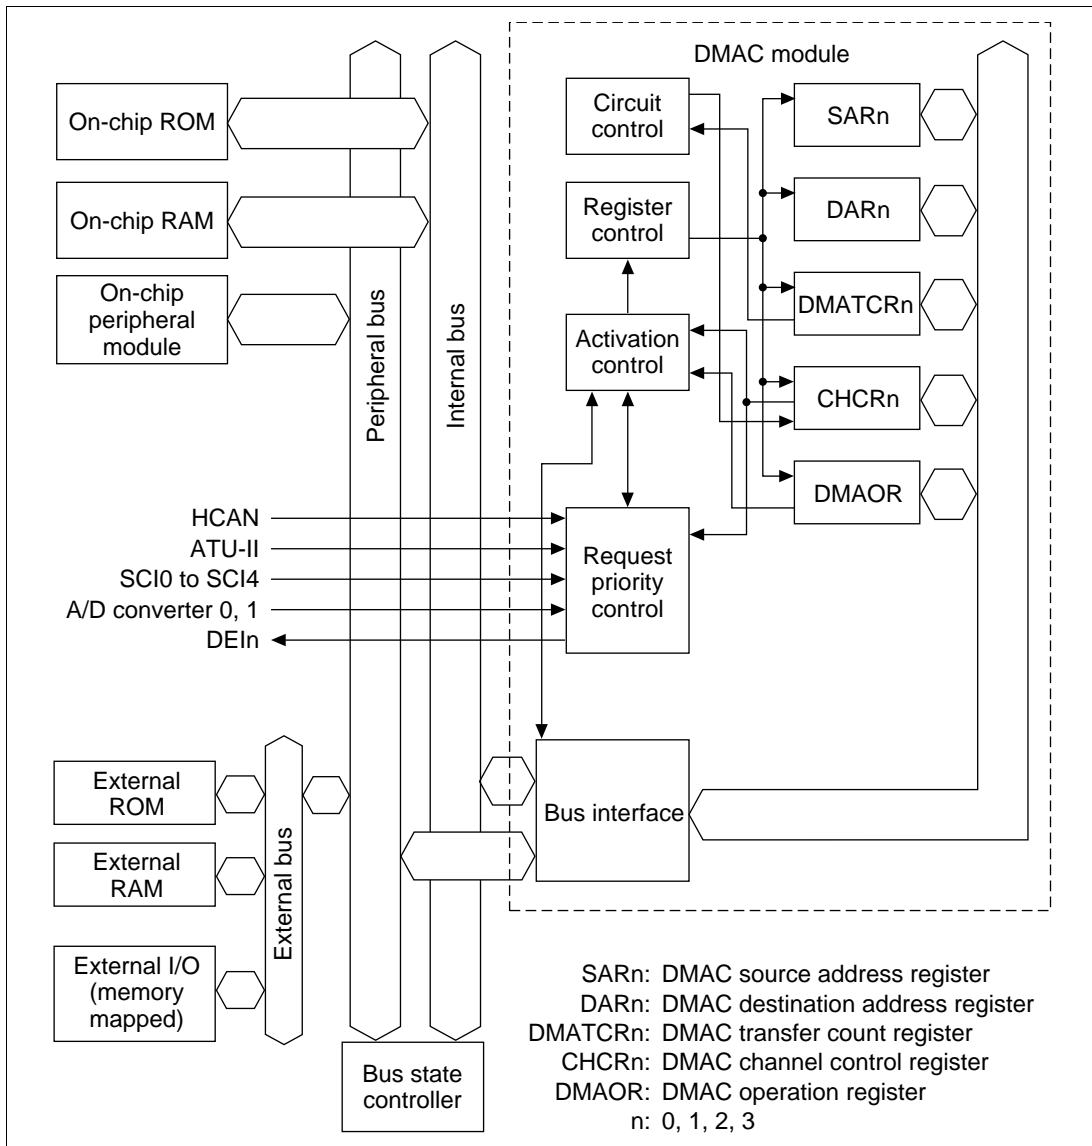 DMAC module
On-chip ROM
Circuit
control
SARn
On-chip RAM
Register
control
DARn
On-chip
peripheral
module
Peripheral bus
Internal bus
Activation
control
DMATCRn
CHCRn
DMAOR
HCAN
ATU-II
SCI0 to SCI4
A/D converter 0, 1
DEIn
Request
priority
control
External
ROM
External
RAM
External I/O
(memory
mapped)
External bus
Bus interface
Bus state
controller
SARn: DMAC source address register
DARn: DMAC destination address register
DMATCRn: DMAC transfer count register
CHCRn: DMAC channel control register
DMAOR: DMAC operation register
n: 0, 1, 2, 3